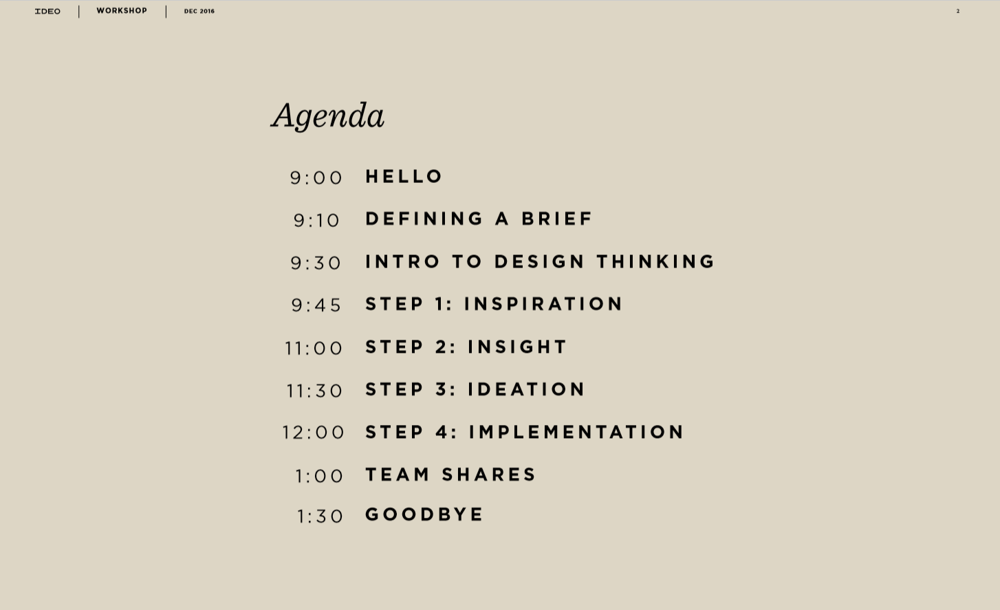 IDEO | WORKSHOP | DEC 2016 2
Agenda
9:00 HELLO
9:10 DEFINING A BRIEF
9:30 INTRO TO DESIGN THINKING
9:45 STEP 1: INSPIRATION
11:00 STEP 2: INSIGHT
11:30 STEP 3: IDEATION
12:00 STEP 4: IMPLEMENTATION
1:00 TEAM SHARES
1:30 GOODBYE